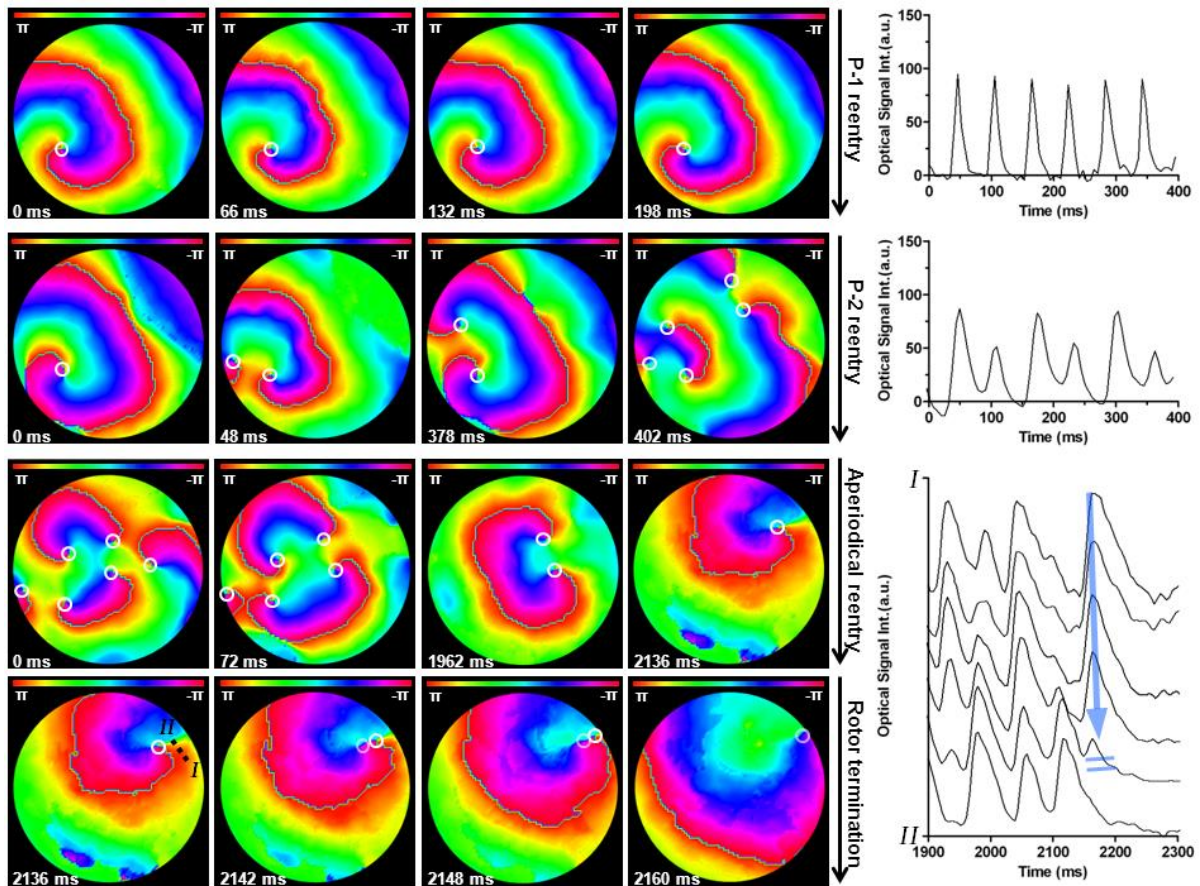 π -π π -π π -π π -π
0 ms 66 ms 132 ms 198 ms
P-1 reentry
150
100
50
0
Optical Signal Int.(a.u.)
0 100 200 300 400
Time (ms)
π -π π -π π -π π -π
0 ms 48 ms 378 ms 402 ms
P-2 reentry
150
100
50
0
Optical Signal Int.(a.u.)
0 100 200 300 400
Time (ms)
π -π π -π π -π π -π
0 ms 72 ms 1962 ms 2136 ms
Aperiodical reentry
π -π π -π π -π π -π
II
I
2136 ms 2142 ms 2148 ms 2160 ms
Rotor termination
I
Optical Signal Int.(a.u.)
II
1900 2000 2100 2200 2300
Time (ms)